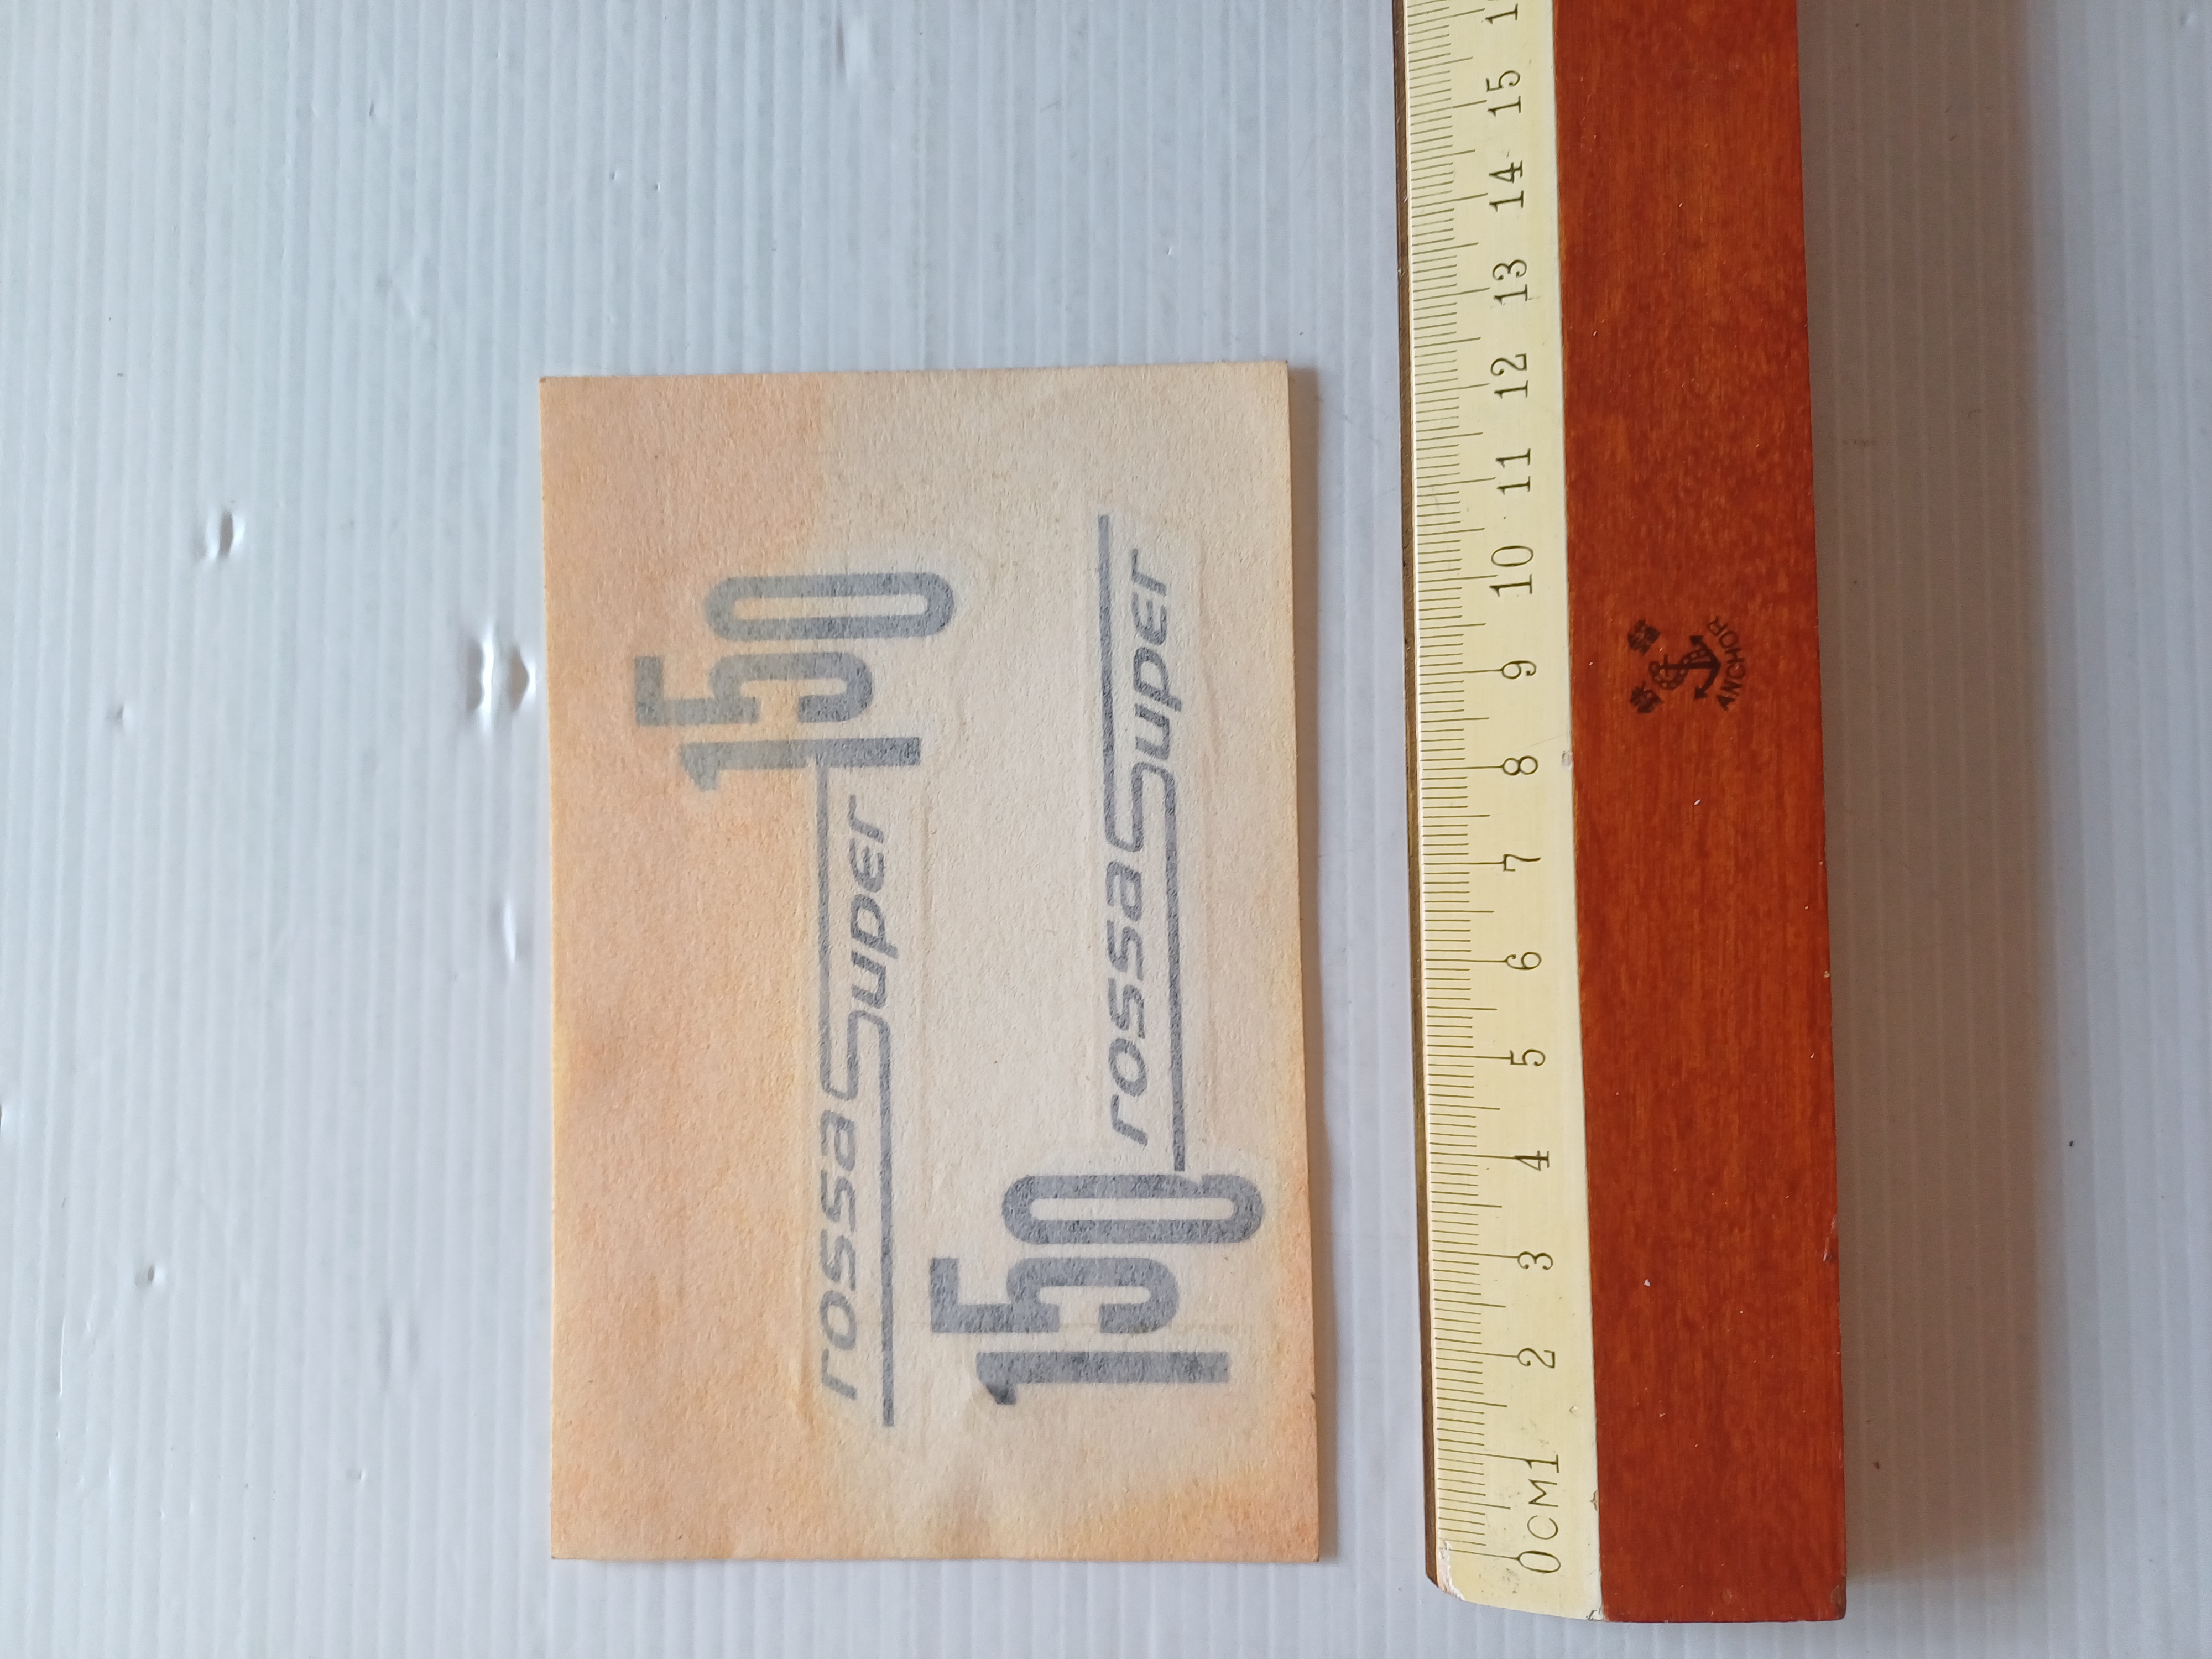 rossa Super 150
150 rossa Super
0 CM 1 2 3 4 5 6 7 8 9 10 11 12 13 14 15
ANCHOR